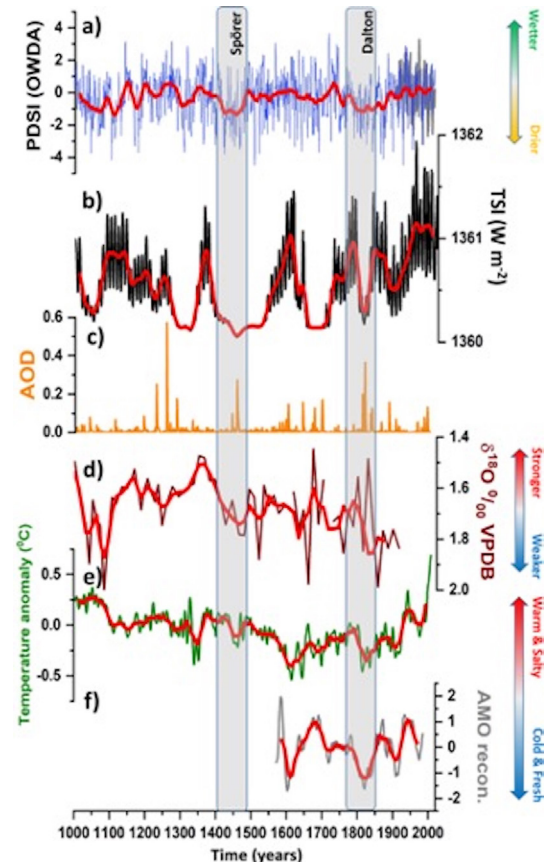 a)
Spörer
Dalton
PDSI (OWDA)
4
2
0
-2
-4
Wetter
Drier
b)
1362
1361
1360
TSI (W m⁻²)
c)
AOD
0.6
0.4
0.2
0.0
d)
1.4
1.6
1.8
2.0
δ¹⁸O ⁰/₀₀ VPDB
Stronger
Weaker
e)
Temperature anomaly (⁰C)
0.5
0.0
-0.5
Warm & Salty
Cold & Fresh
f)
2
1
0
-1
-2
AMO recon.
1000 1100 1200 1300 1400 1500 1600 1700 1800 1900 2000
Time (years)